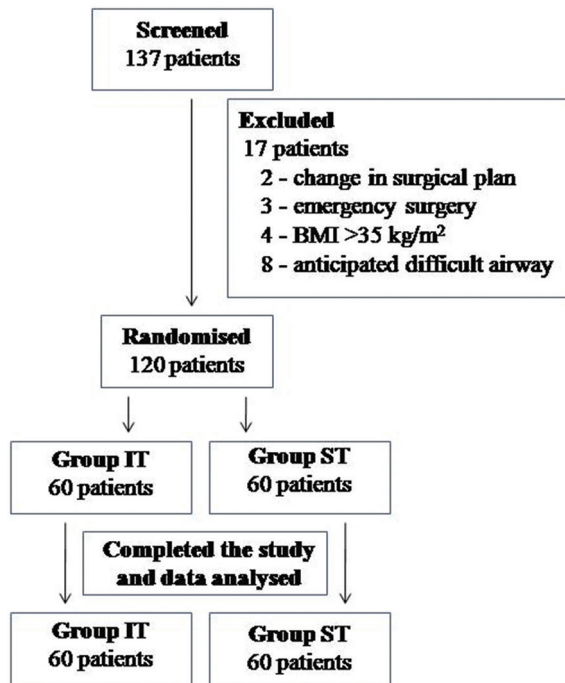 Screened
137 patients
Excluded
17 patients
2 - change in surgical plan
3 - emergency surgery
4 - BMI >35 kg/m²
8 - anticipated difficult airway
Randomised
120 patients
Group IT
60 patients
Group ST
60 patients
Completed the study
and data analysed
Group IT
60 patients
Group ST
60 patients